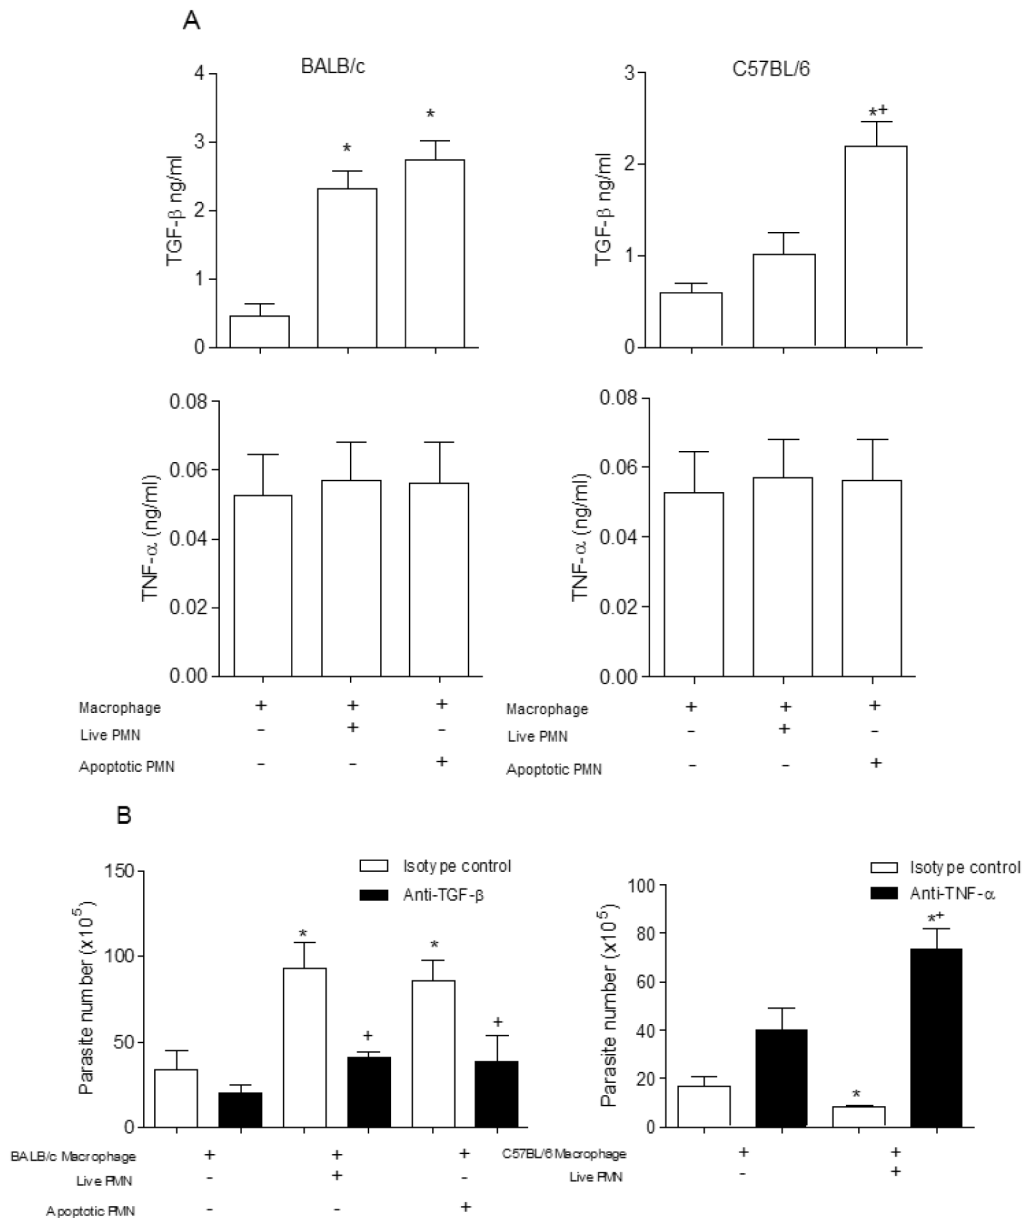 A
BALB/c
C57BL/6
TGF-β ng/ml
4
3
2
1
0
*
*
TGF-β ng/ml
3
2
1
0
*+
TNF-α (ng/ml)
0.08
0.06
0.04
0.02
0.00
TNF-α (ng/ml)
0.08
0.06
0.04
0.02
0.00
Macrophage + + +
Live PMN - + -
Apoptotic PMN - - +
Macrophage + + +
Live PMN - + -
Apoptotic PMN - - +
B
Isotype control
Anti-TGF-β
Parasite number (x10⁵)
150
100
50
0
*
+
*
+
BALB/c Macrophage + + +
Live PMN - + -
Apoptotic PMN - - +
Isotype control
Anti-TNF-α
Parasite number (x10⁵)
100
80
60
40
20
0
*
*+
C57BL/6 Macrophage + +
Live PMN - +